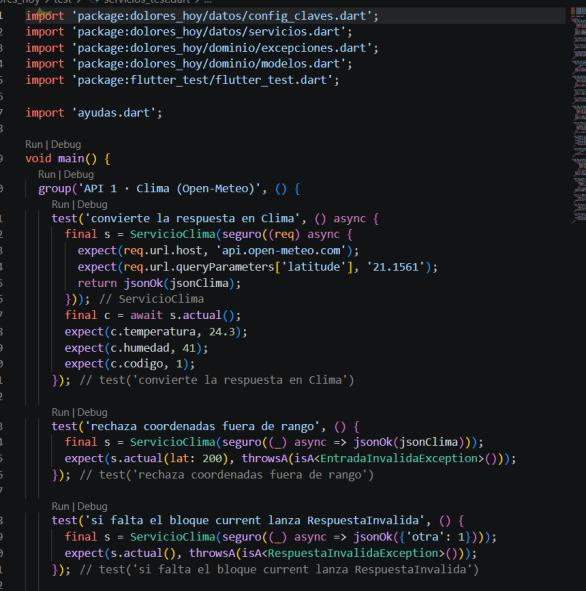 ores_hoy > test > servicios_test.dart > ...
import 'package:dolores_hoy/datos/config_claves.dart';
import 'package:dolores_hoy/datos/servicios.dart';
import 'package:dolores_hoy/dominio/excepciones.dart';
import 'package:dolores_hoy/dominio/modelos.dart';
import 'package:flutter_test/flutter_test.dart';
import 'ayudas.dart';
Run | Debug
void main() {
Run | Debug
group('API 1 · Clima (Open-Meteo)', () {
Run | Debug
test('convierte la respuesta en Clima', () async {
final s = ServicioClima(seguro((req) async {
expect(req.url.host, 'api.open-meteo.com');
expect(req.url.queryParameters['latitude'], '21.1561');
return jsonOk(jsonClima);
})); // ServicioClima
final c = await s.actual();
expect(c.temperatura, 24.3);
expect(c.humedad, 41);
expect(c.codigo, 1);
}); // test('convierte la respuesta en Clima')
Run | Debug
test('rechaza coordenadas fuera de rango', () {
final s = ServicioClima(seguro((_) async => jsonOk(jsonClima)));
expect(s.actual(lat: 200), throwsA(isA<EntradaInvalidaException>()));
}); // test('rechaza coordenadas fuera de rango')
Run | Debug
test('si falta el bloque current lanza RespuestaInvalida', () {
final s = ServicioClima(seguro((_) async => jsonOk({'otra': 1})));
expect(s.actual(), throwsA(isA<RespuestaInvalidaException>()));
}); // test('si falta el bloque current lanza RespuestaInvalida')